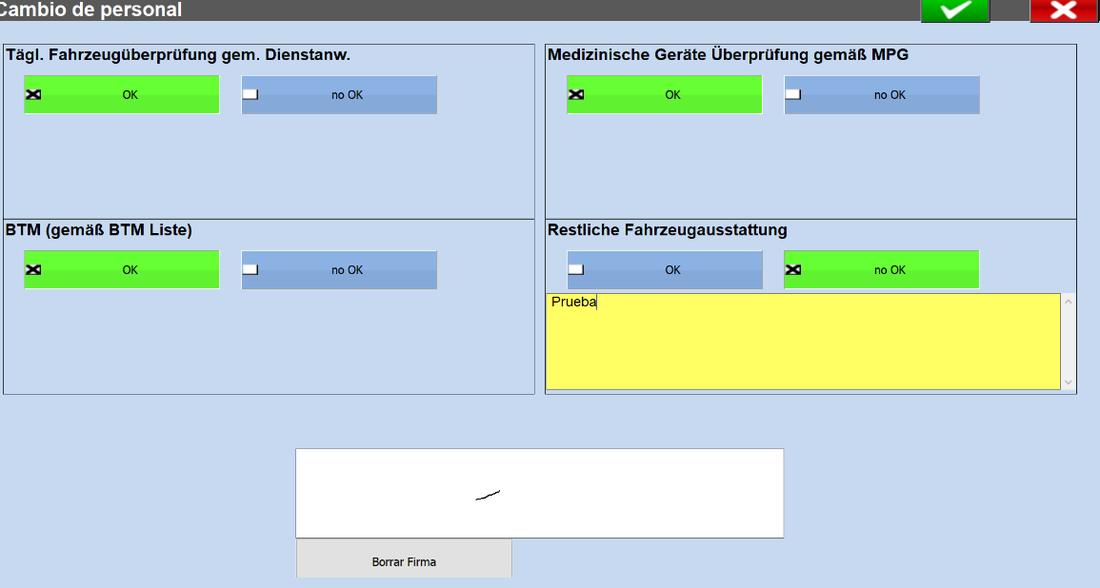 Cambio de personal
Tägl. Fahrzeugüberprüfung gem. Dienstanw.
OK
no OK
Medizinische Geräte Überprüfung gemäß MPG
OK
no OK
BTM (gemäß BTM Liste)
OK
no OK
Restliche Fahrzeugausstattung
OK
no OK
Prueba
Borrar Firma